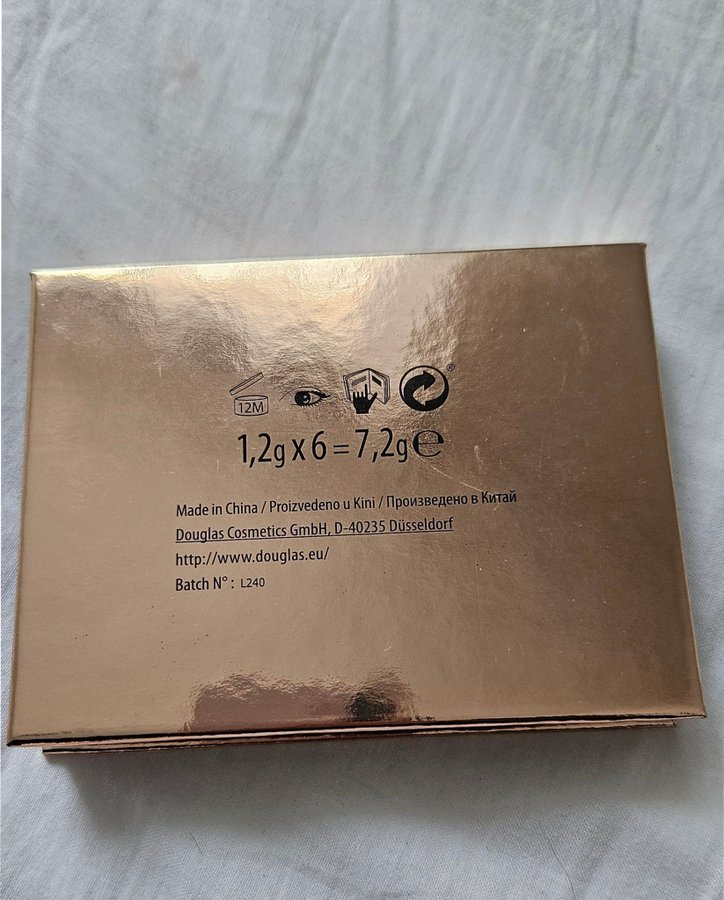 12M
®
1,2g x 6 = 7,2g ℮
Made in China / Proizvedeno u Kini / Произведено в Китай
Douglas Cosmetics GmbH, D-40235 Düsseldorf
http://www.douglas.eu/
Batch N° : L240